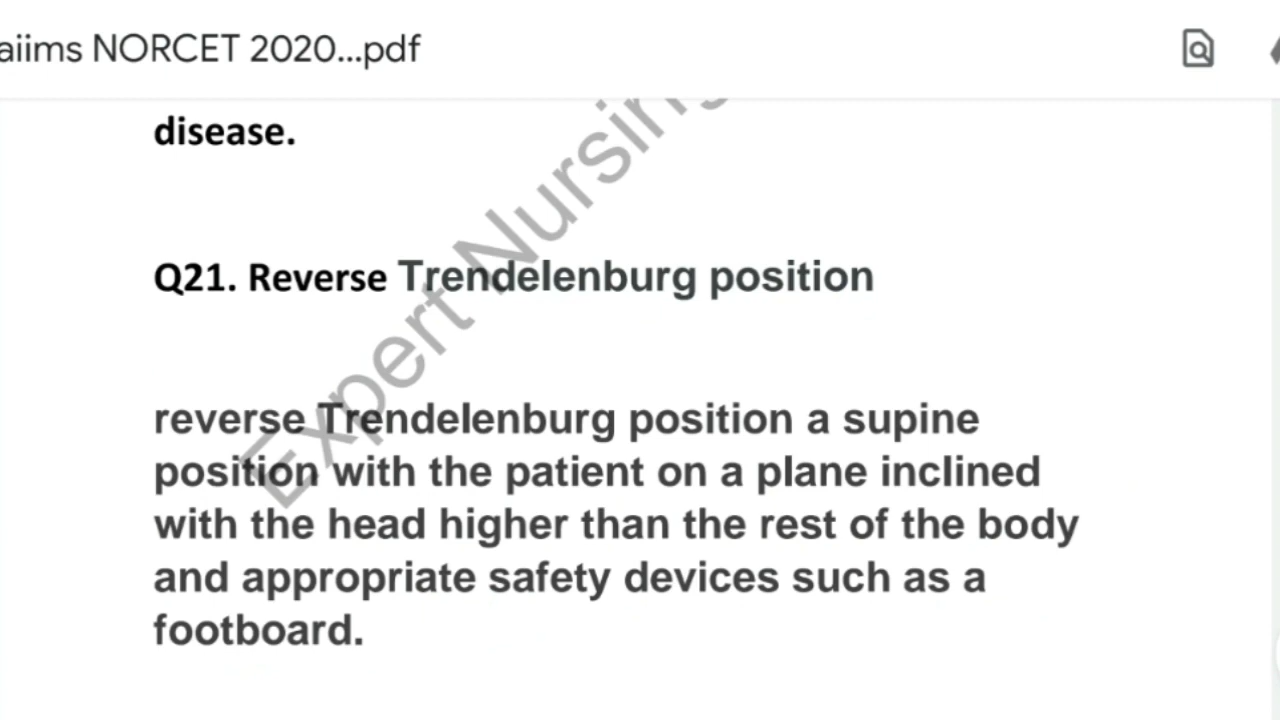 aiims NORCET 2020...pdf
disease.
Expert Nursing
Q21. Reverse Trendelenburg position
reverse Trendelenburg position a supine
position with the patient on a plane inclined
with the head higher than the rest of the body
and appropriate safety devices such as a
footboard.